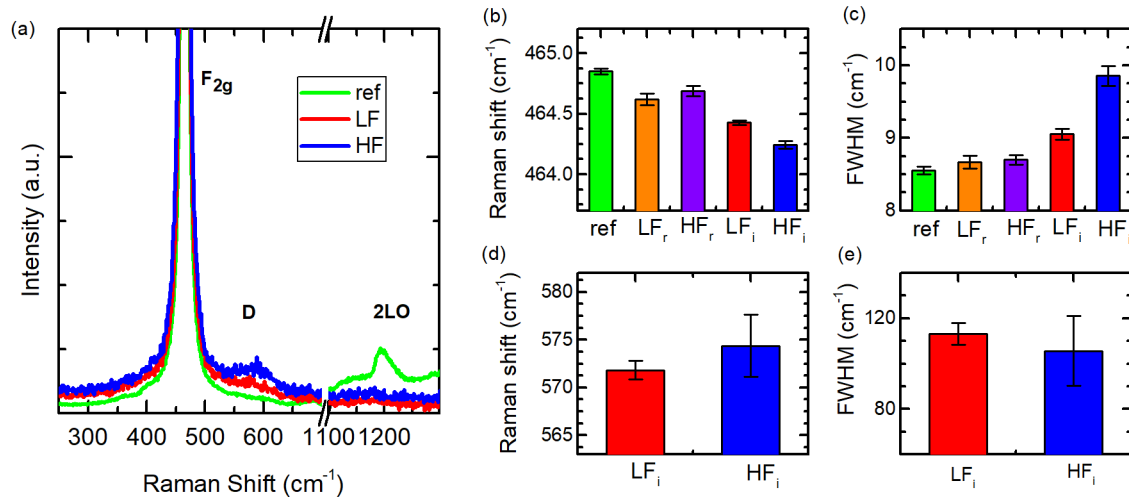 (a)
F2g
ref
LF
HF
D
2LO
Intensity (a.u.)
300 400 500 600 1100 1200
Raman Shift (cm-1)
(b)
465.0
464.5
464.0
Raman shift (cm-1)
ref LFr HFr LFi HFi
(c)
10
9
8
FWHM (cm-1)
ref LFr HFr LFi HFi
(d)
580
575
570
565
Raman shift (cm-1)
LFi HFi
(e)
120
80
FWHM (cm-1)
LFi HFi